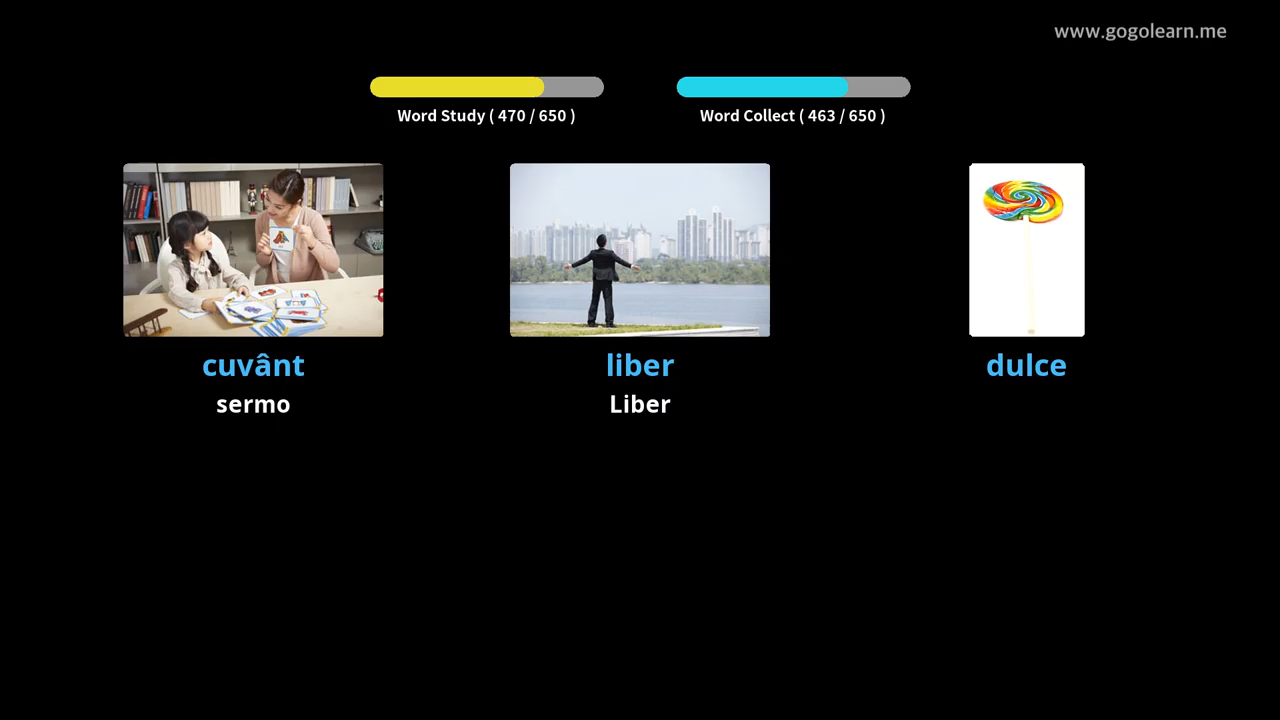 www.gogolearn.me
Word Study ( 470 / 650 )
Word Collect ( 463 / 650 )
cuvânt
sermo
liber
Liber
dulce